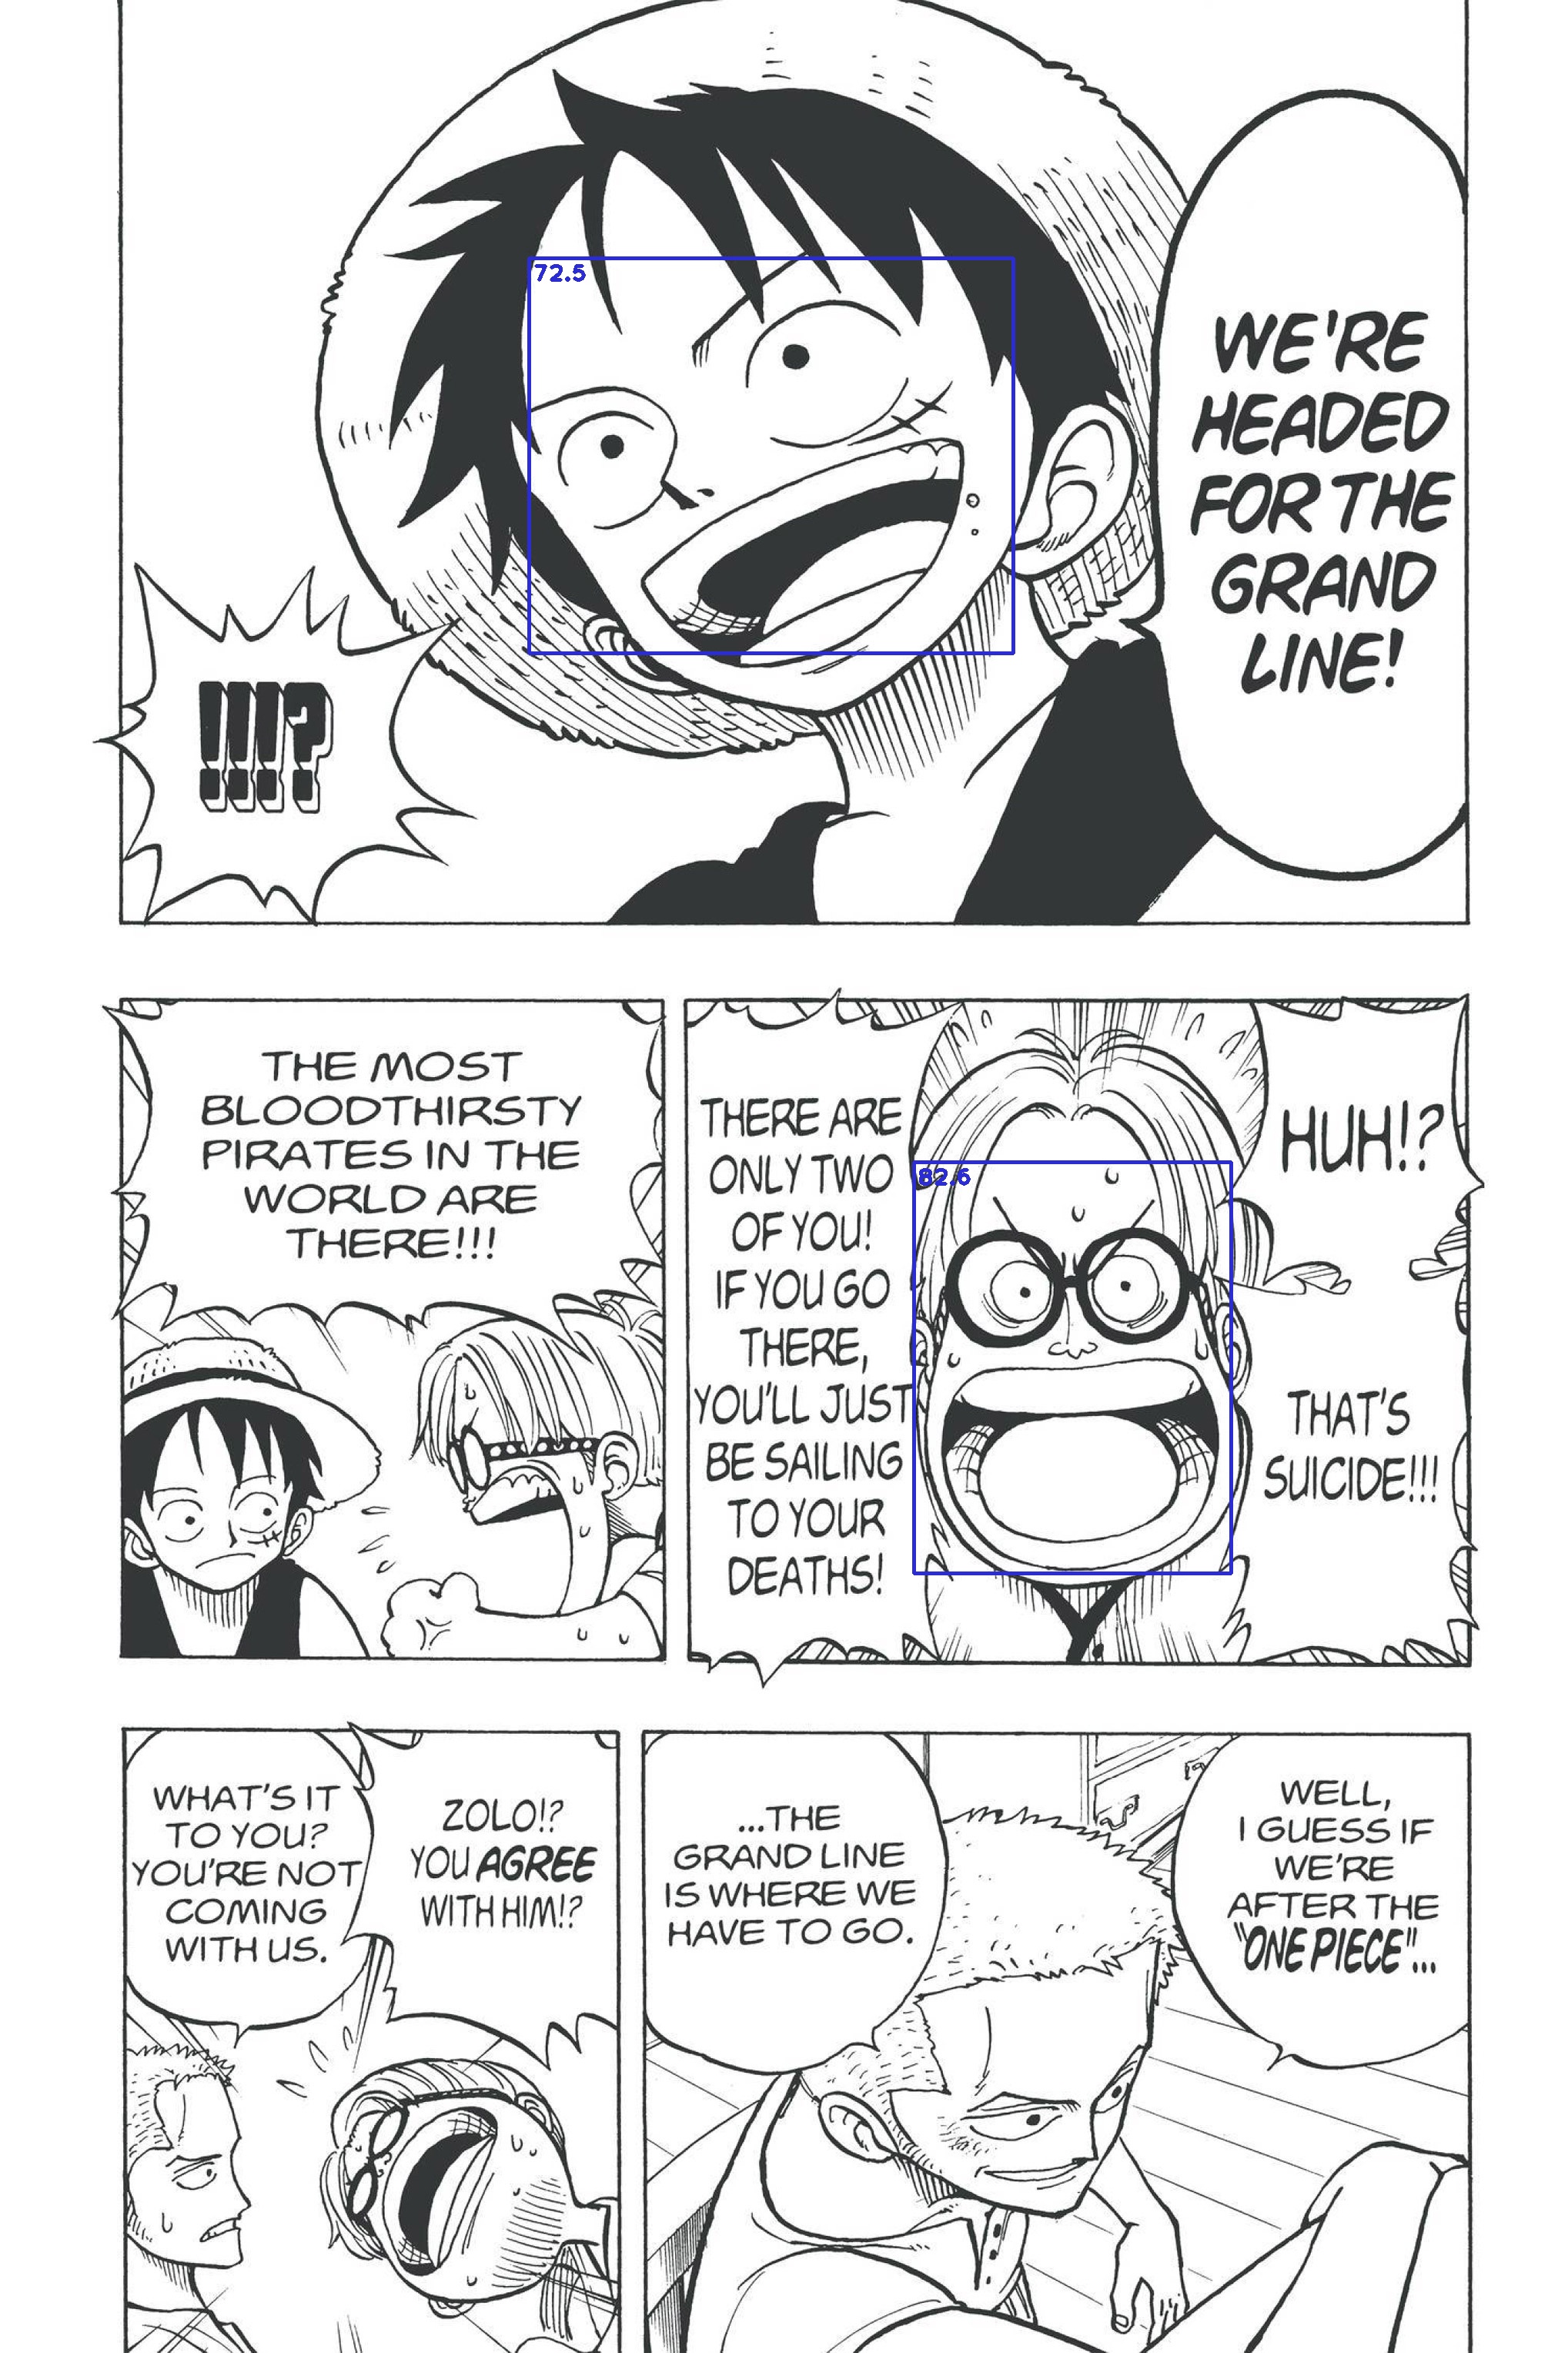 WE'RE
HEADED
FOR THE
GRAND
LINE!
!!!?
72.5
HUH!?
THAT'S
SUICIDE!!!
82.6
THERE ARE
ONLY TWO
OF YOU!
IF YOU GO
THERE,
YOU'LL JUST
BE SAILING
TO YOUR
DEATHS!
THE MOST
BLOODTHIRSTY
PIRATES IN THE
WORLD ARE
THERE!!!
WELL,
I GUESS IF
WE'RE
AFTER THE
"ONE PIECE"...
...THE
GRAND LINE
IS WHERE WE
HAVE TO GO.
ZOLO!?
YOU AGREE
WITH HIM!?
WHAT'S IT
TO YOU?
YOU'RE NOT
COMING
WITH US.